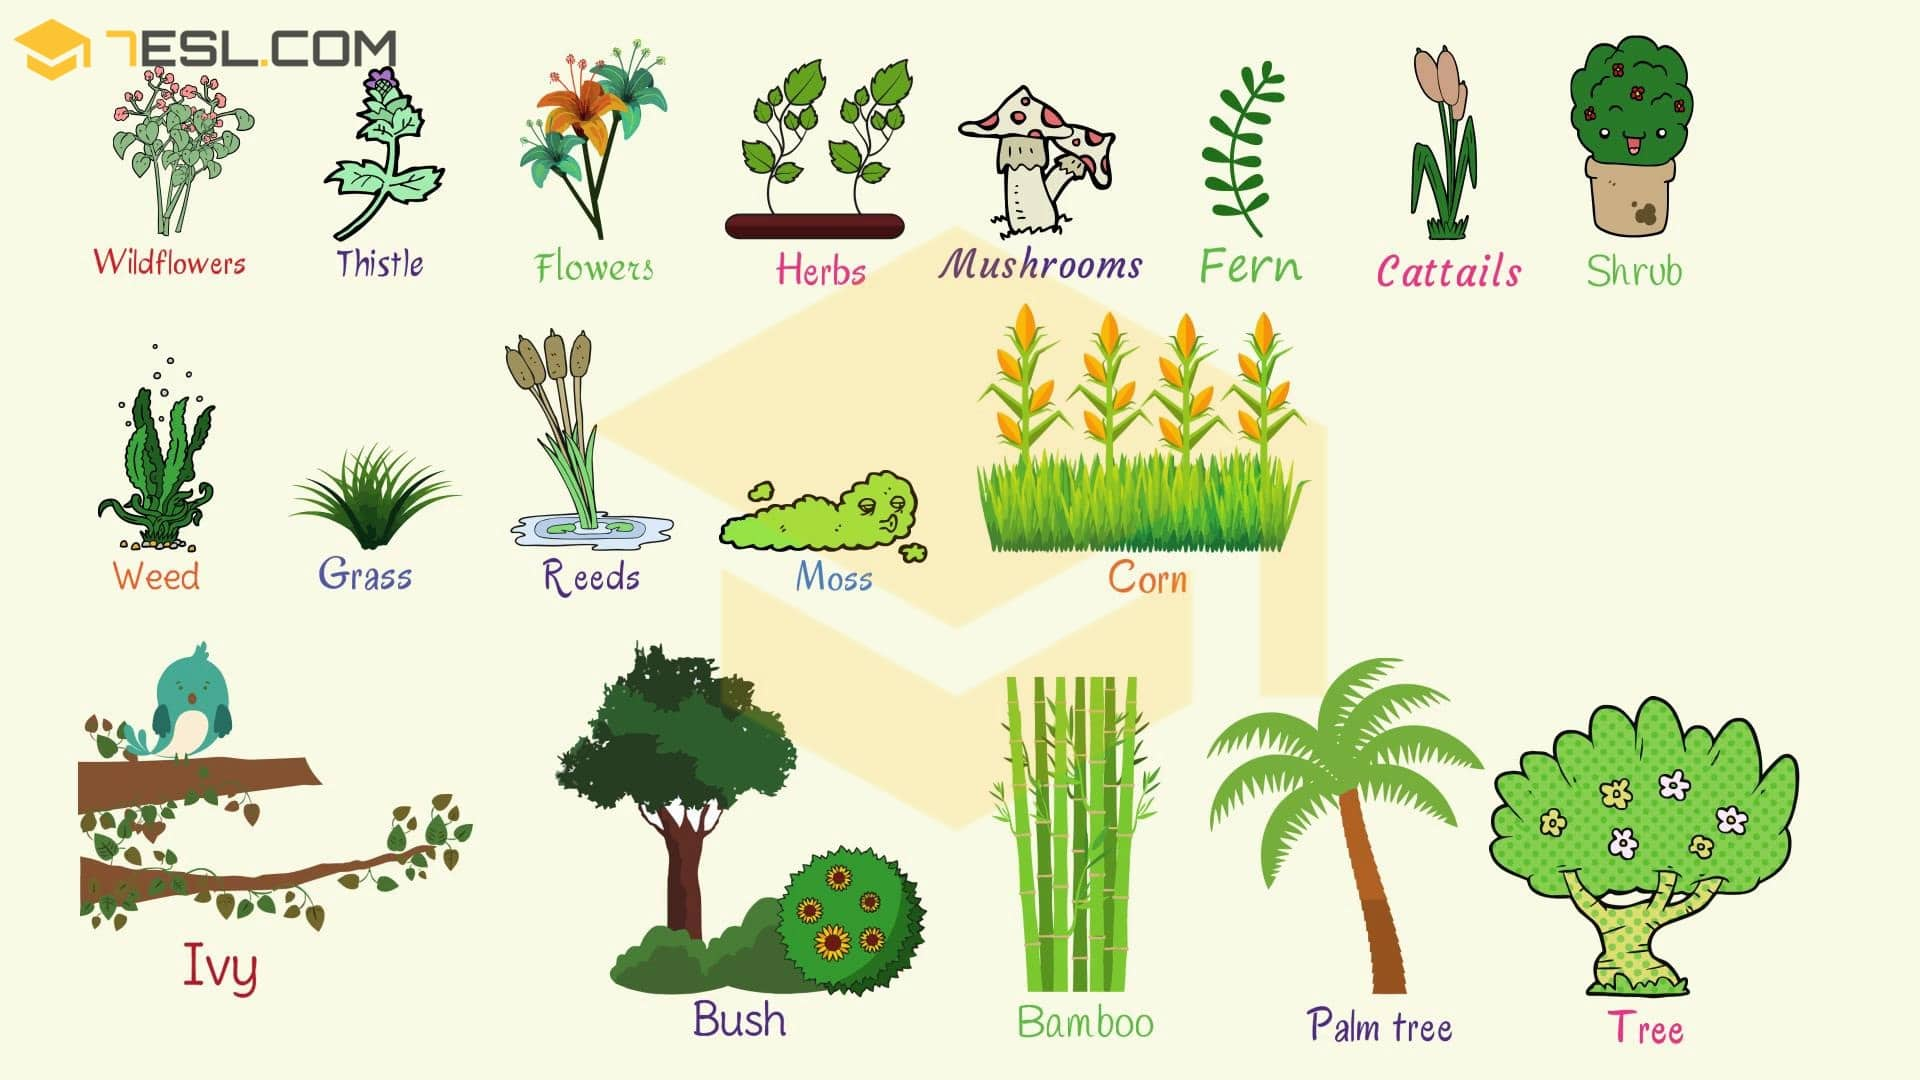 7ESL.COM
Wildflowers
Thistle
Flowers
Herbs
Mushrooms
Fern
Cattails
Shrub
Weed
Grass
Reeds
Moss
Corn
Ivy
Bush
Bamboo
Palm tree
Tree